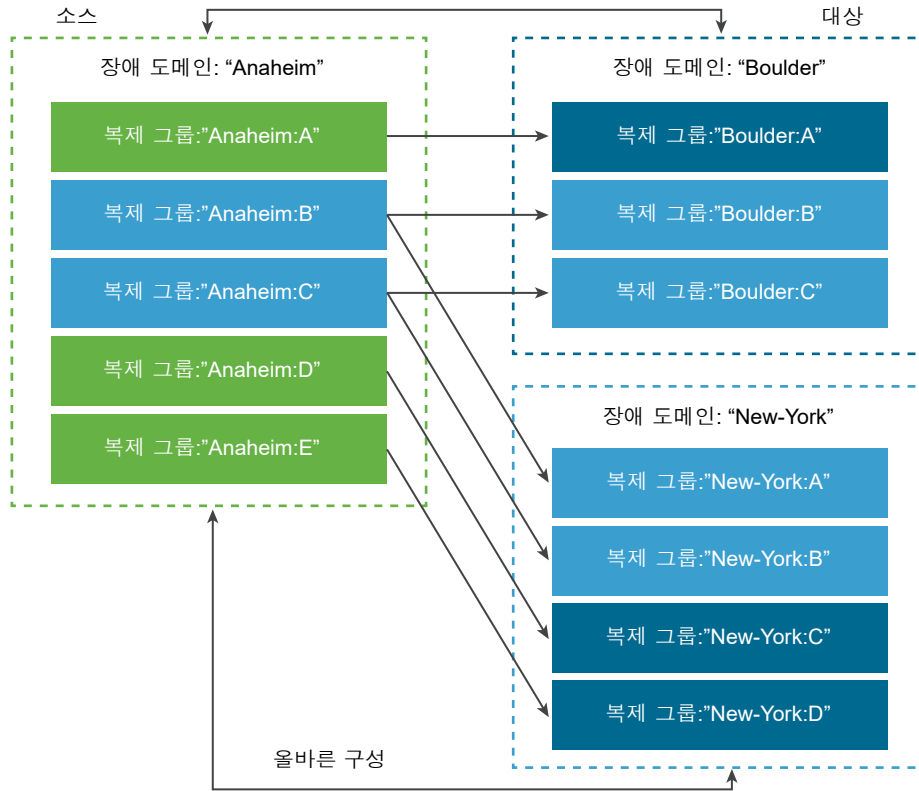 소스
대상
장애 도메인: “Anaheim”
복제 그룹:”Anaheim:A”
복제 그룹:”Anaheim:B”
복제 그룹:”Anaheim:C”
복제 그룹:”Anaheim:D”
복제 그룹:”Anaheim:E”
장애 도메인: “Boulder”
복제 그룹:”Boulder:A”
복제 그룹:”Boulder:B”
복제 그룹:”Boulder:C”
장애 도메인: “New-York”
복제 그룹:”New-York:A”
복제 그룹:”New-York:B”
복제 그룹:”New-York:C”
복제 그룹:”New-York:D”
올바른 구성